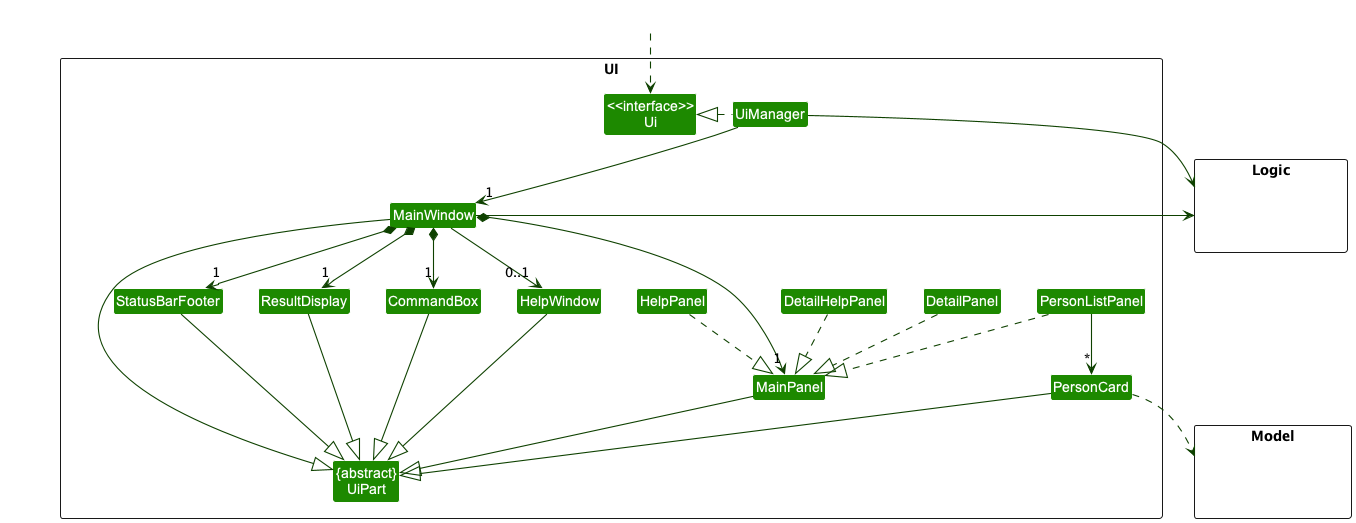 UI
<<interface>>
Ui
UiManager
Logic
1
MainWindow
1
1
1
0..1
StatusBarFooter
ResultDisplay
CommandBox
HelpWindow
HelpPanel
DetailHelpPanel
DetailPanel
PersonListPanel
1
*
MainPanel
PersonCard
Model
{abstract}
UiPart